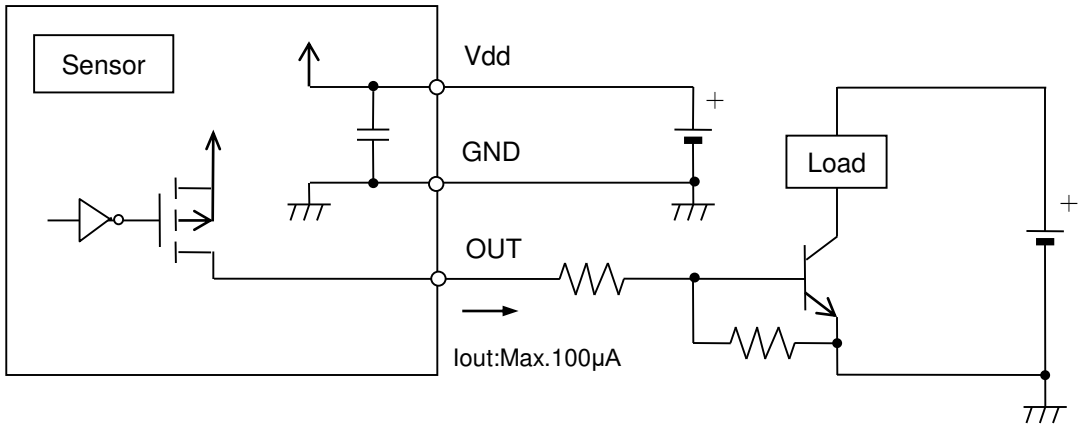 Sensor
Vdd
+
GND
Load
+
OUT
Iout:Max.100µA